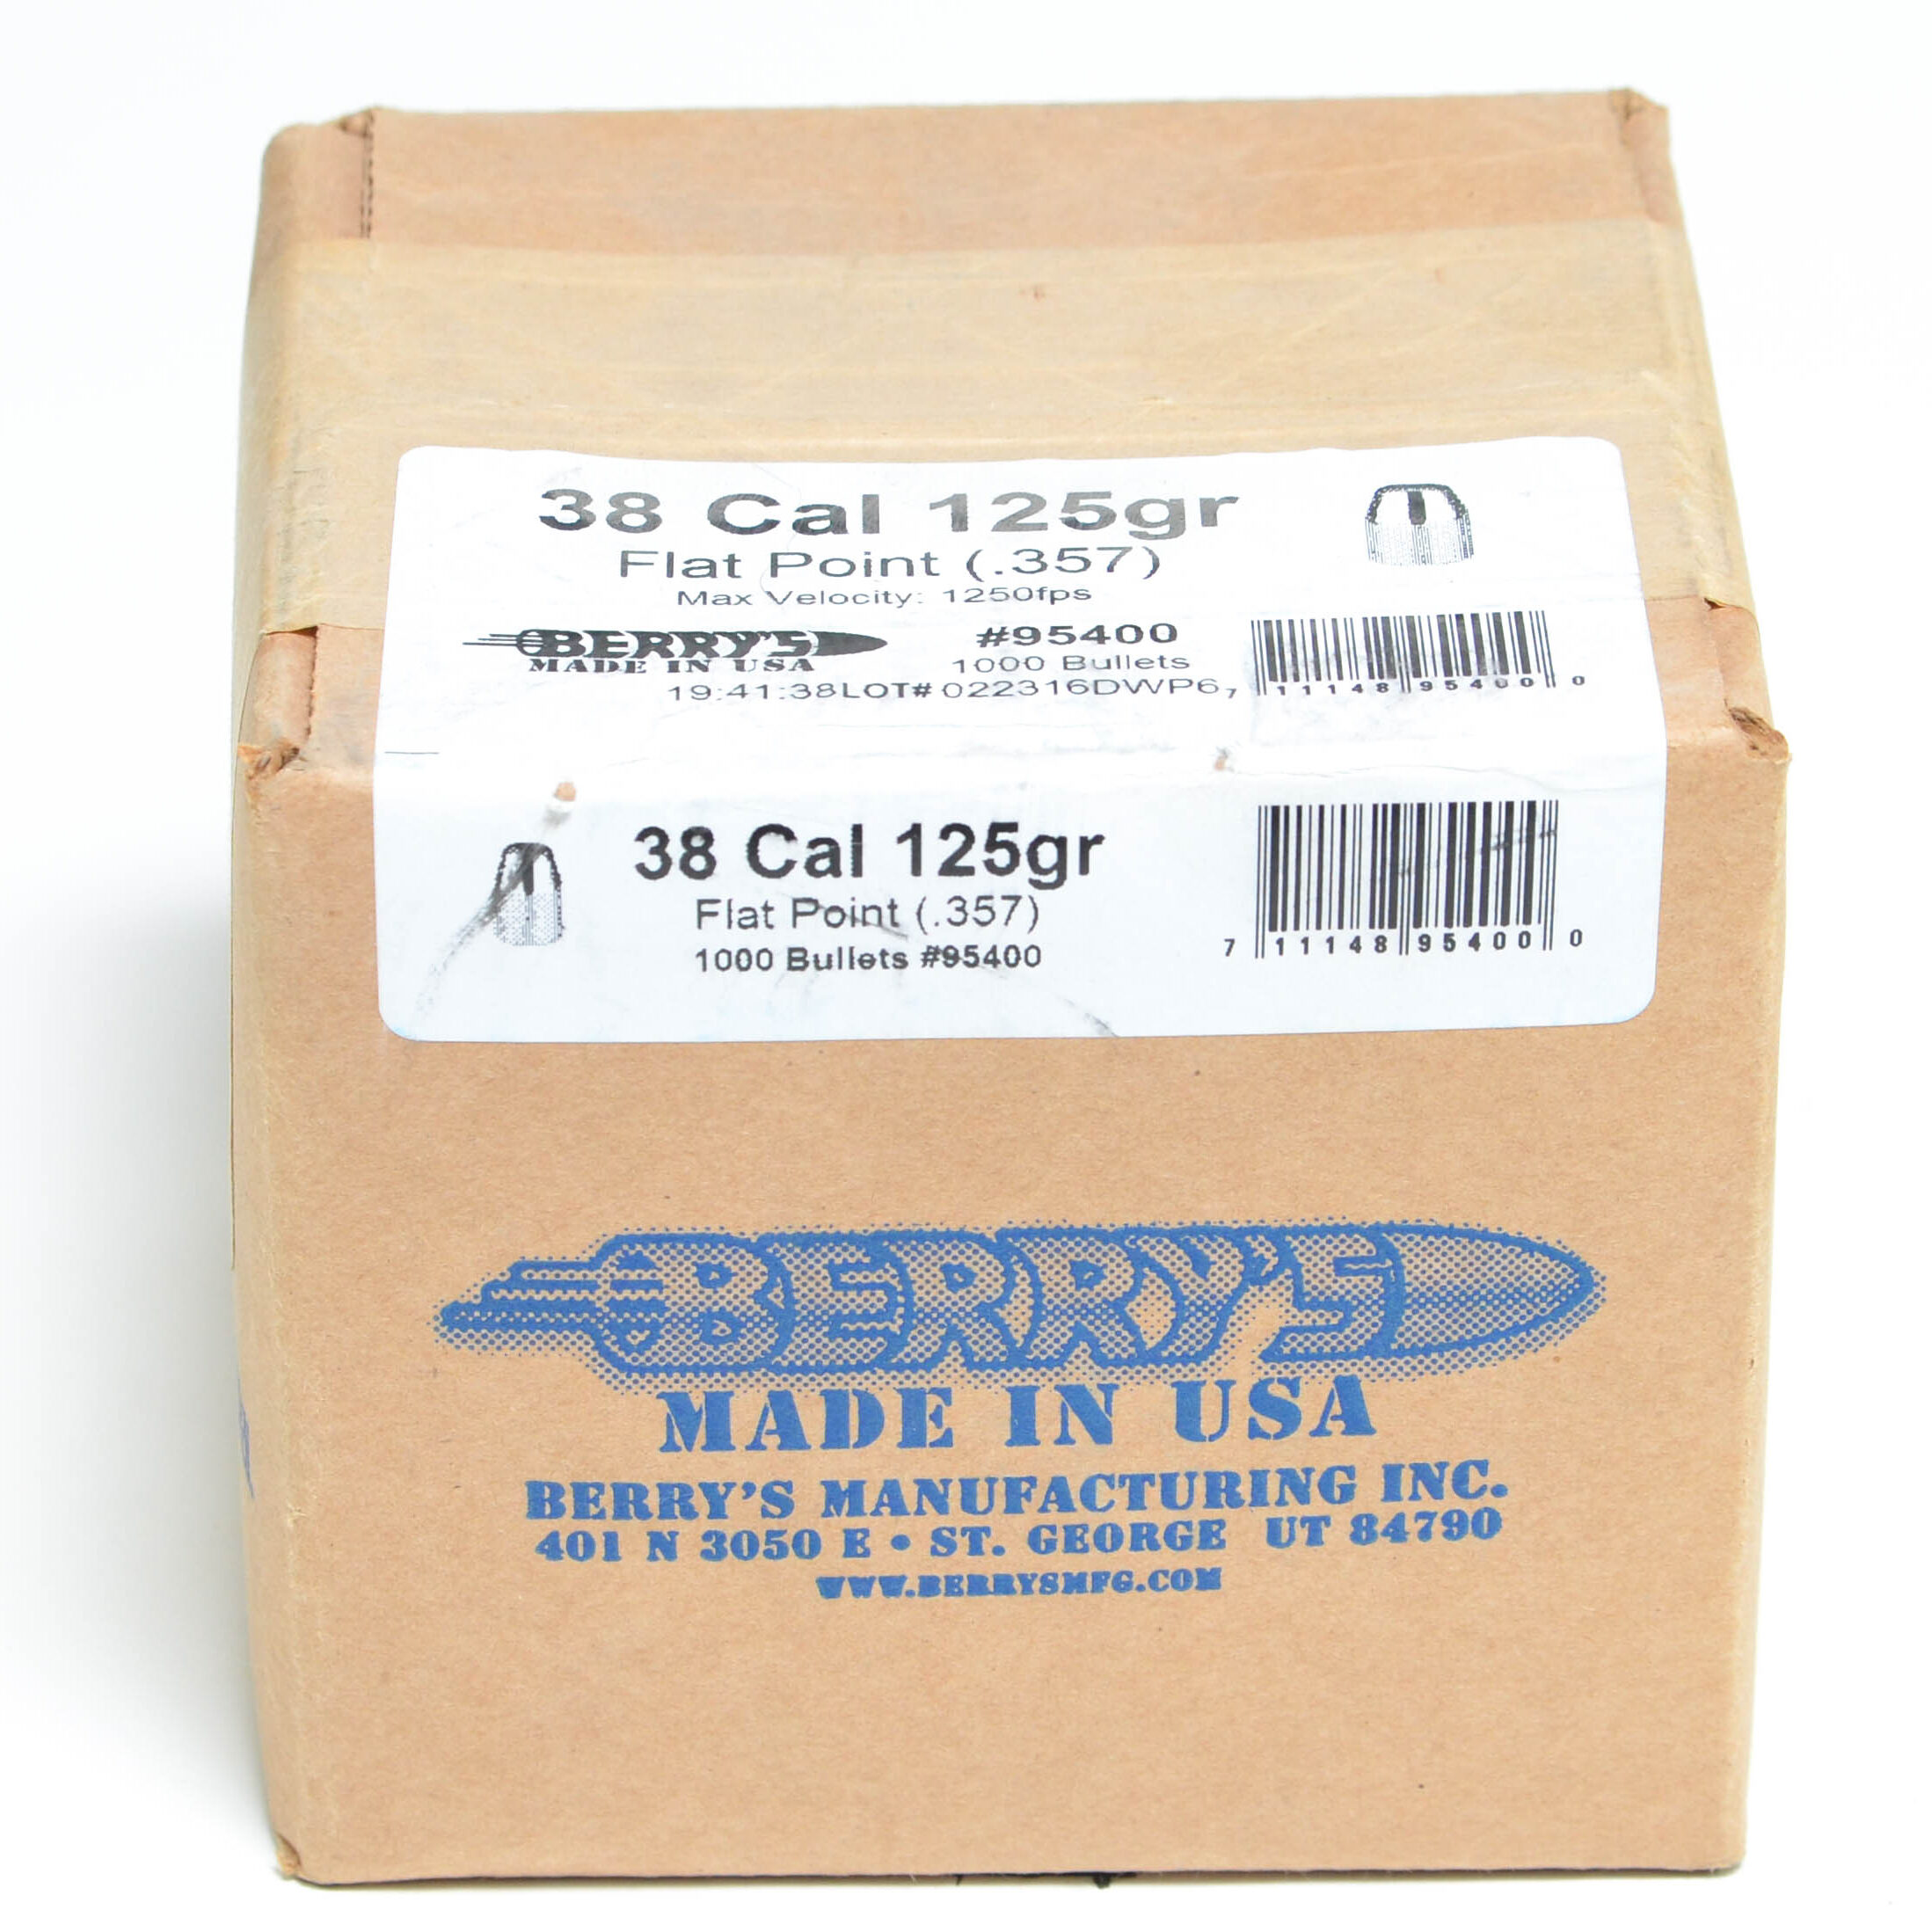 38 Cal 125gr
Flat Point (.357)
Max Velocity: 1250fps
BERRY'S
MADE IN USA
#95400
1000 Bullets
19:41:38LOT# 022316DWP6
7 11148 95400 0
38 Cal 125gr
Flat Point (.357)
1000 Bullets #95400
7 11148 95400 0
BERRY'S
MADE IN USA
BERRY'S MANUFACTURING INC.
401 N 3050 E • ST. GEORGE UT 84790
WWW.BERRYSMFG.COM